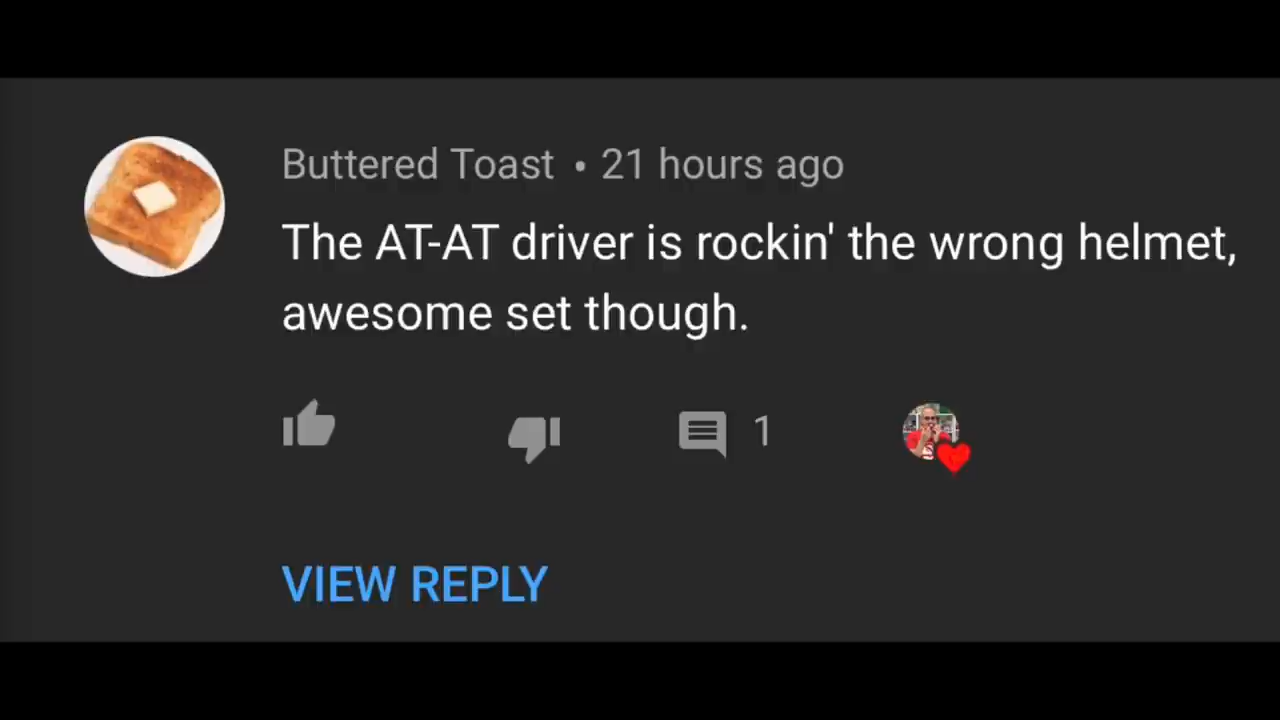 Buttered Toast • 21 hours ago
The AT-AT driver is rockin' the wrong helmet,
awesome set though.
1
VIEW REPLY